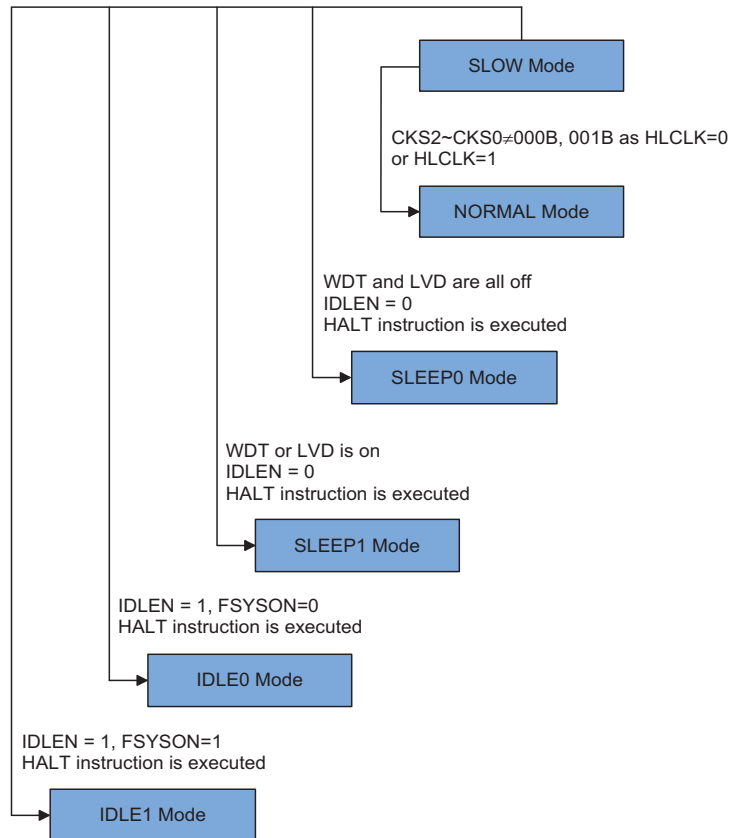 SLOW Mode
CKS2~CKS0≠000B, 001B as HLCLK=0
or HLCLK=1
NORMAL Mode
WDT and LVD are all off
IDLEN = 0
HALT instruction is executed
SLEEP0 Mode
WDT or LVD is on
IDLEN = 0
HALT instruction is executed
SLEEP1 Mode
IDLEN = 1, FSYSON=0
HALT instruction is executed
IDLE0 Mode
IDLEN = 1, FSYSON=1
HALT instruction is executed
IDLE1 Mode